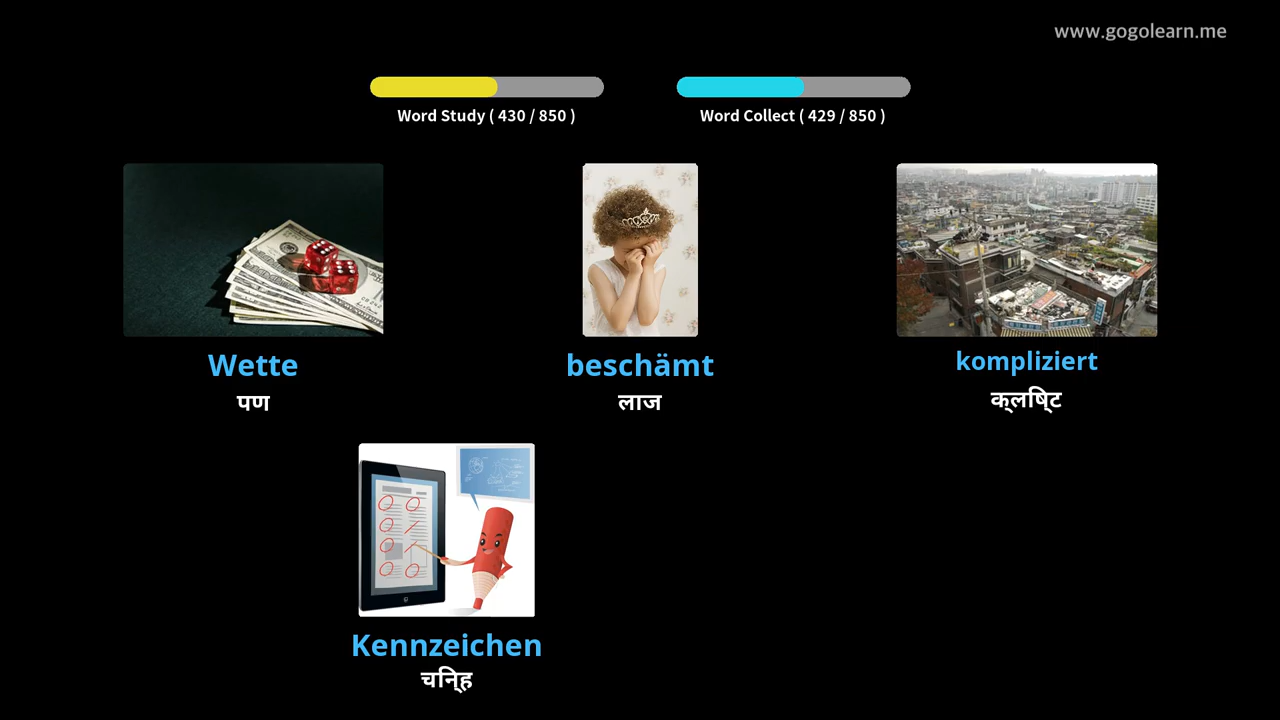 www.gogolearn.me
Word Study ( 430 / 850 )
Word Collect ( 429 / 850 )
Wette
beschämt
kompliziert
पण
लाज
क्लिष्ट
Kennzeichen
चिन्ह